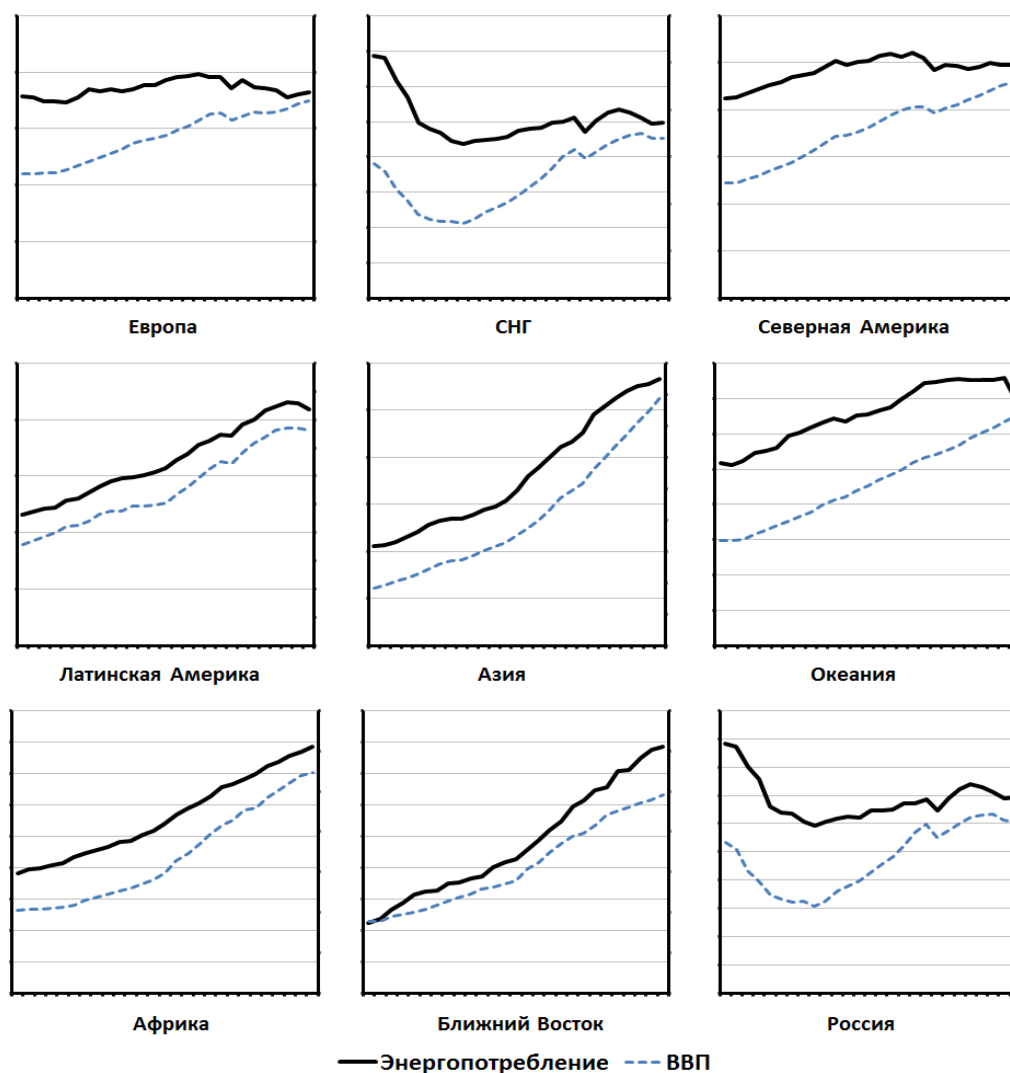 Европа
СНГ
Северная Америка
Латинская Америка
Азия
Океания
Африка
Ближний Восток
Россия
Энергопотребление
ВВП